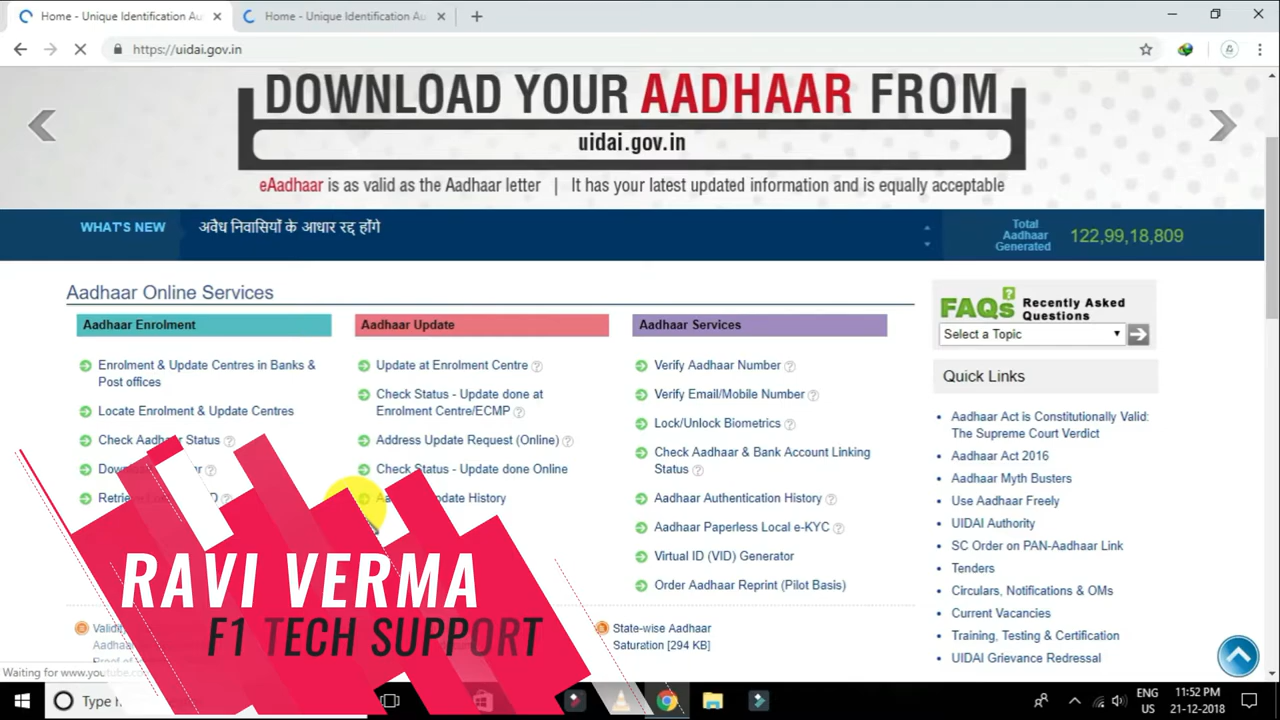 Home - Unique Identification Au
Home - Unique Identification Au
https://uidai.gov.in
DOWNLOAD YOUR AADHAAR FROM
uidai.gov.in
eAadhaar is as valid as the Aadhaar letter | It has your latest updated information and is equally acceptable
WHAT'S NEW
अवैध निवासियों के आधार रद्द होंगे
Total
Aadhaar
Generated
122,99,18,809
Aadhaar Online Services
Aadhaar Enrolment
Enrolment & Update Centres in Banks &
Post offices
Locate Enrolment & Update Centres
Check Status
Aadhaar Update
Update at Enrolment Centre
Check Status - Update done at
Enrolment Centre/ECMP
Address Update Request (Online)
Check Status - Update done Online
Update History
Aadhaar Services
Verify Aadhaar Number
Verify Email/Mobile Number
Lock/Unlock Biometrics
Check Aadhaar & Bank Account Linking
Status
Aadhaar Authentication History
Aadhaar Paperless Local e-KYC
Virtual ID (VID) Generator
Order Aadhaar Reprint (Pilot Basis)
FAQs Recently Asked
Questions
Select a Topic
Quick Links
Aadhaar Act is Constitutionally Valid:
The Supreme Court Verdict
Aadhaar Act 2016
Aadhaar Myth Busters
Use Aadhaar Freely
UIDAI Authority
SC Order on PAN-Aadhaar Link
Tenders
Circulars, Notifications & OMs
Current Vacancies
Training, Testing & Certification
UIDAI Grievance Redressal
RAVI VERMA
F1 TECH SUPPORT
State-wise Aadhaar
Saturation [294 KB]
Waiting for www.youtube.c
Type
ENG
US
11:52 PM
21-12-2018